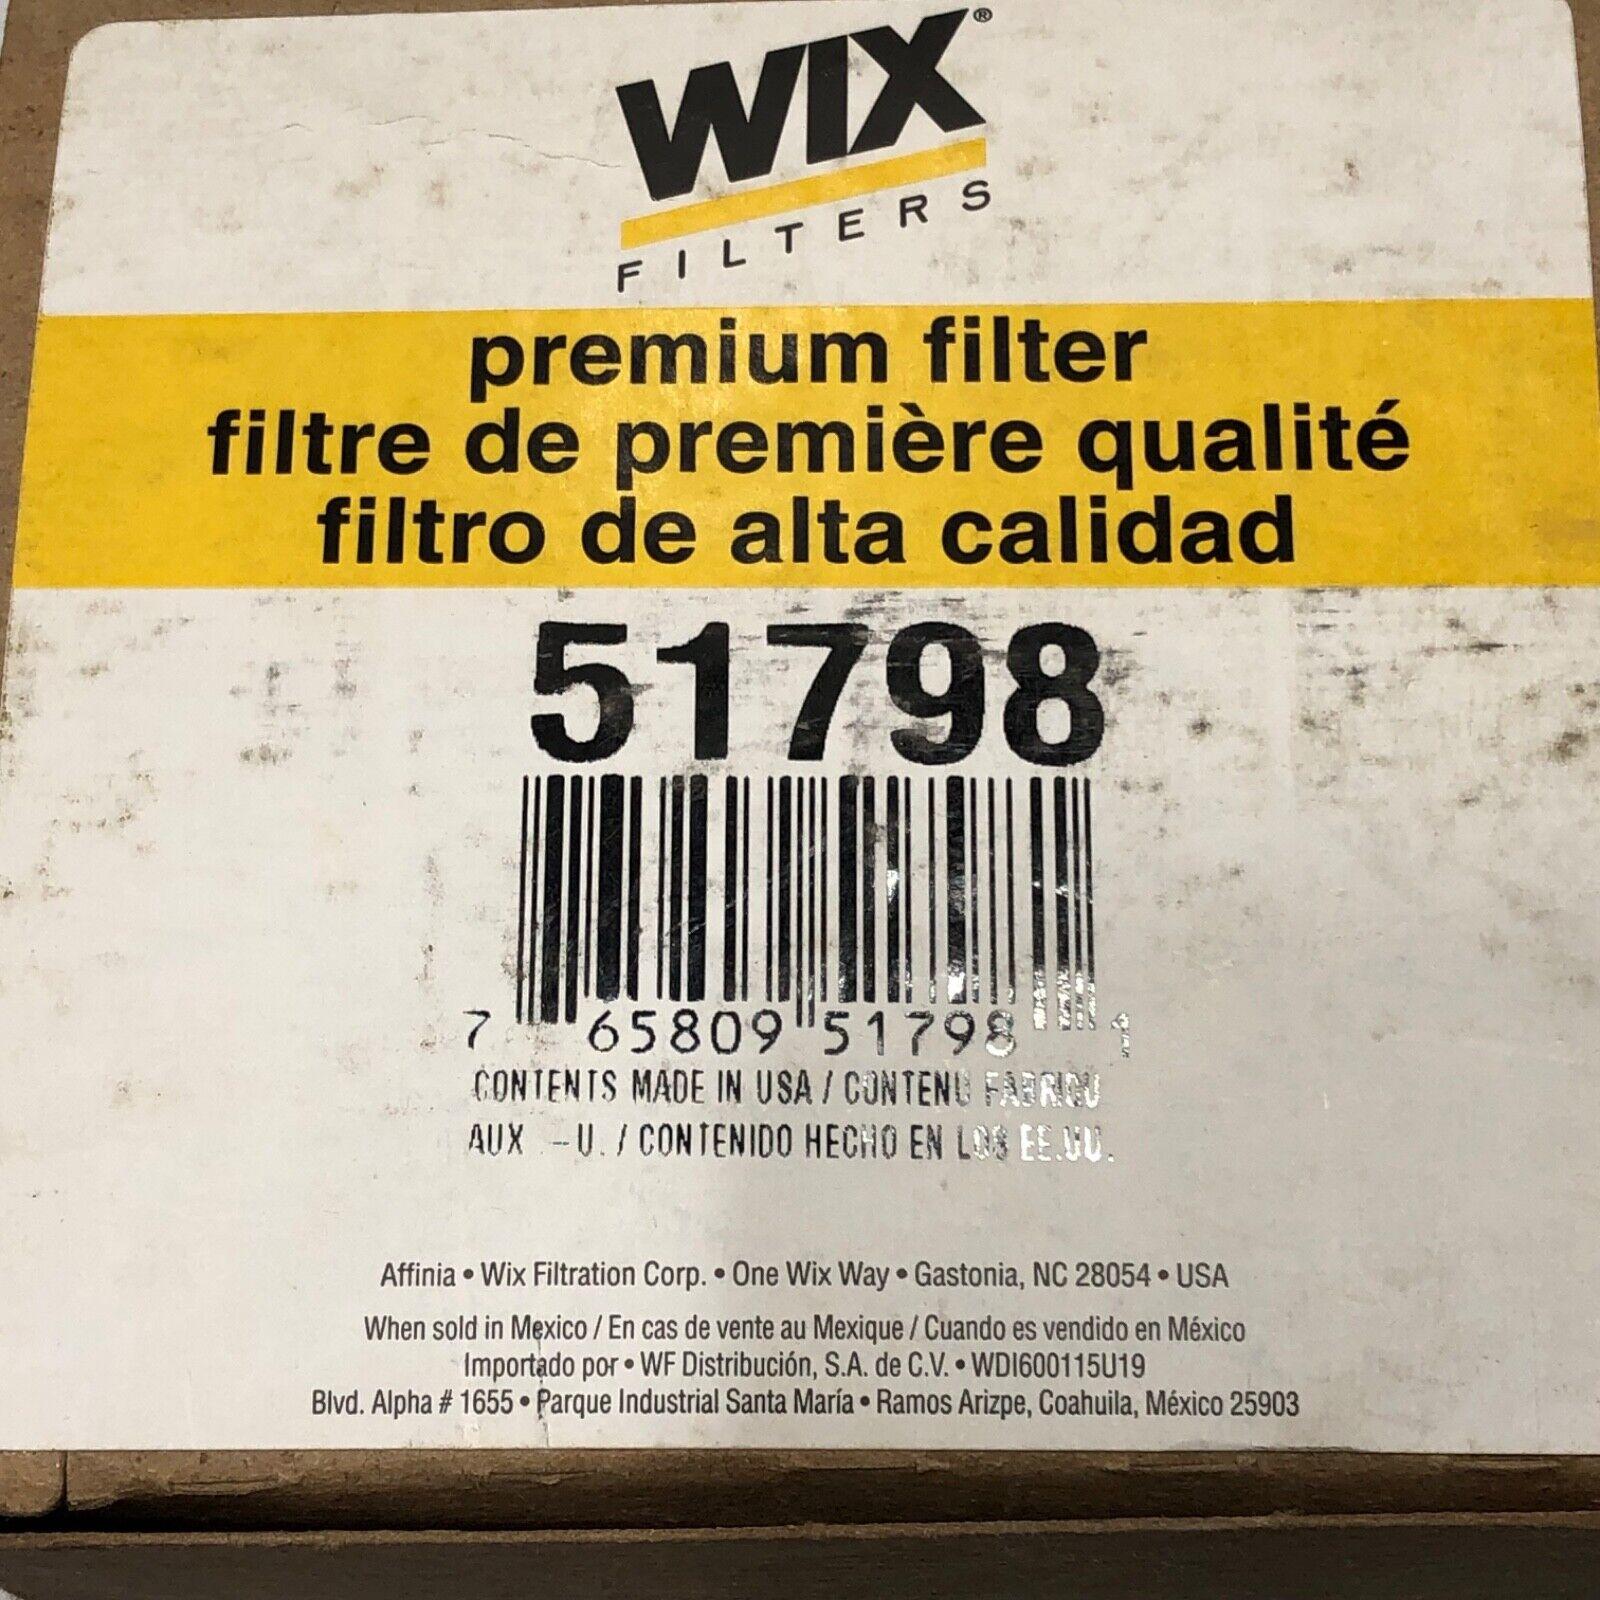 WIX®
FILTERS
premium filter
filtre de première qualité
filtro de alta calidad
51798
7 65809 51798 1
CONTENTS MADE IN USA / CONTENU FABRIQU
AUX -U. / CONTENIDO HECHO EN LOS EE.UU.
Affinia • Wix Filtration Corp. • One Wix Way • Gastonia, NC 28054 • USA
When sold in Mexico / En cas de vente au Mexique / Cuando es vendido en México
Importado por • WF Distribución, S.A. de C.V. • WDI600115U19
Blvd. Alpha # 1655 • Parque Industrial Santa María • Ramos Arizpe, Coahuila, México 25903